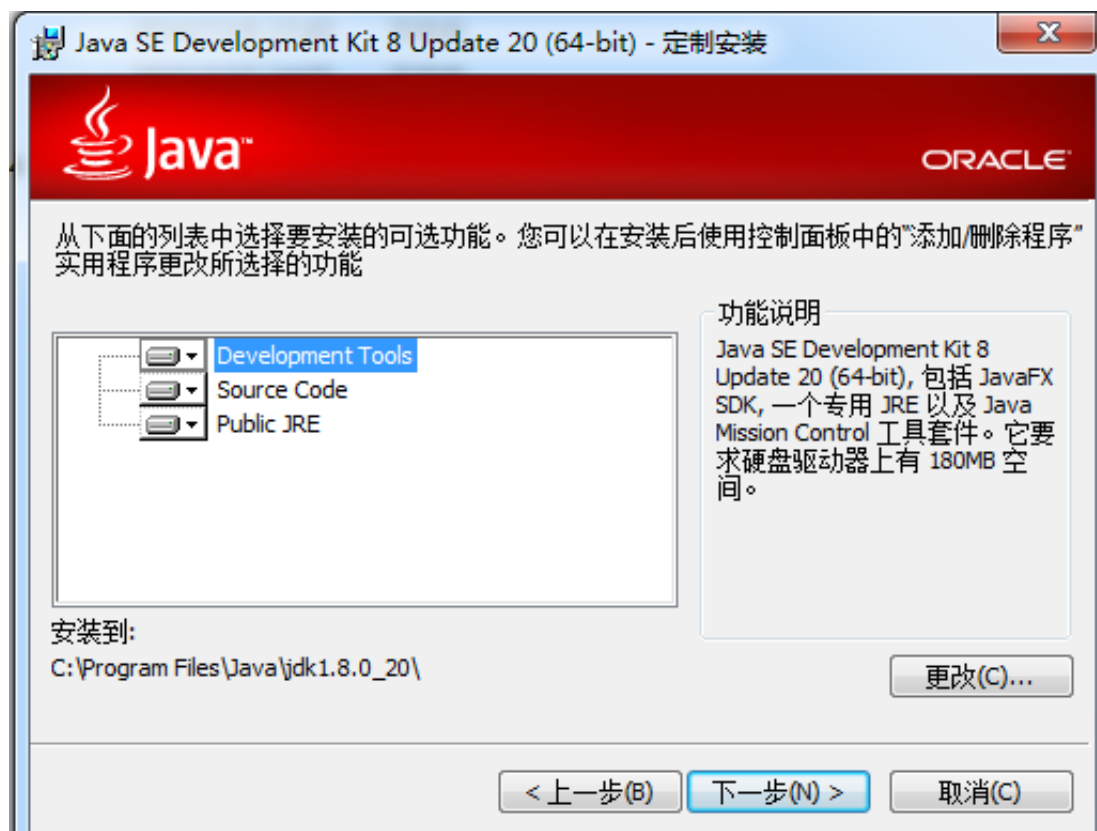 Java SE Development Kit 8 Update 20 (64-bit) - 定制安装
Java™
ORACLE
从下面的列表中选择要安装的可选功能。您可以在安装后使用控制面板中的"添加/删除程序"
实用程序更改所选择的功能
Development Tools
Source Code
Public JRE
功能说明
Java SE Development Kit 8
Update 20 (64-bit), 包括 JavaFX
SDK, 一个专用 JRE 以及 Java
Mission Control 工具套件。它要
求硬盘驱动器上有 180MB 空
间。
安装到:
C:\Program Files\Java\jdk1.8.0_20\
更改(C)...
< 上一步(B)
下一步(N) >
取消(C)